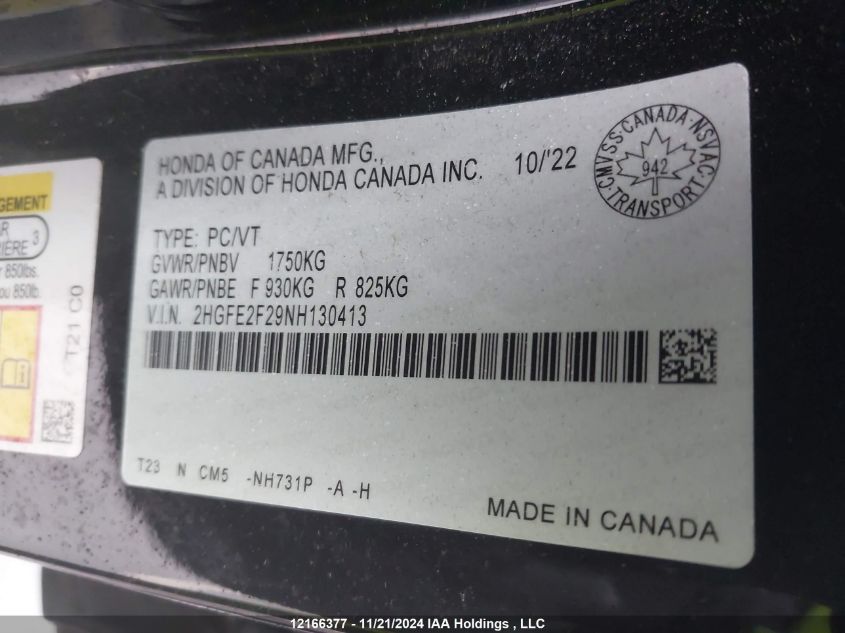 GEMENT
R
IÈRE 3
r 850lbs.
ou 850lb.
T21 C0
HONDA OF CANADA MFG.,
A DIVISION OF HONDA CANADA INC. 10/'22
CMVSS · CANADA · NSVAC · TRANSPORT ·
942
TYPE: PC/VT
GVWR/PNBV 1750KG
GAWR/PNBE F 930KG R 825KG
V.I.N. 2HGFE2F29NH130413
T23 N CM5 -NH731P -A -H
MADE IN CANADA
12166377 - 11/21/2024 IAA Holdings , LLC